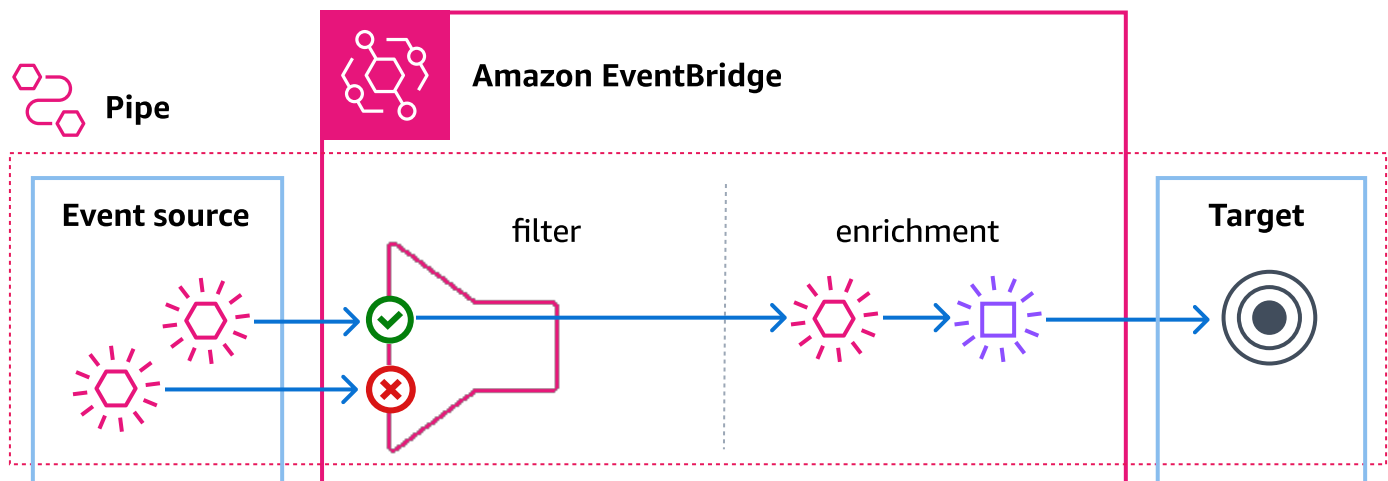 Amazon EventBridge
Pipe
Event source
filter
enrichment
Target